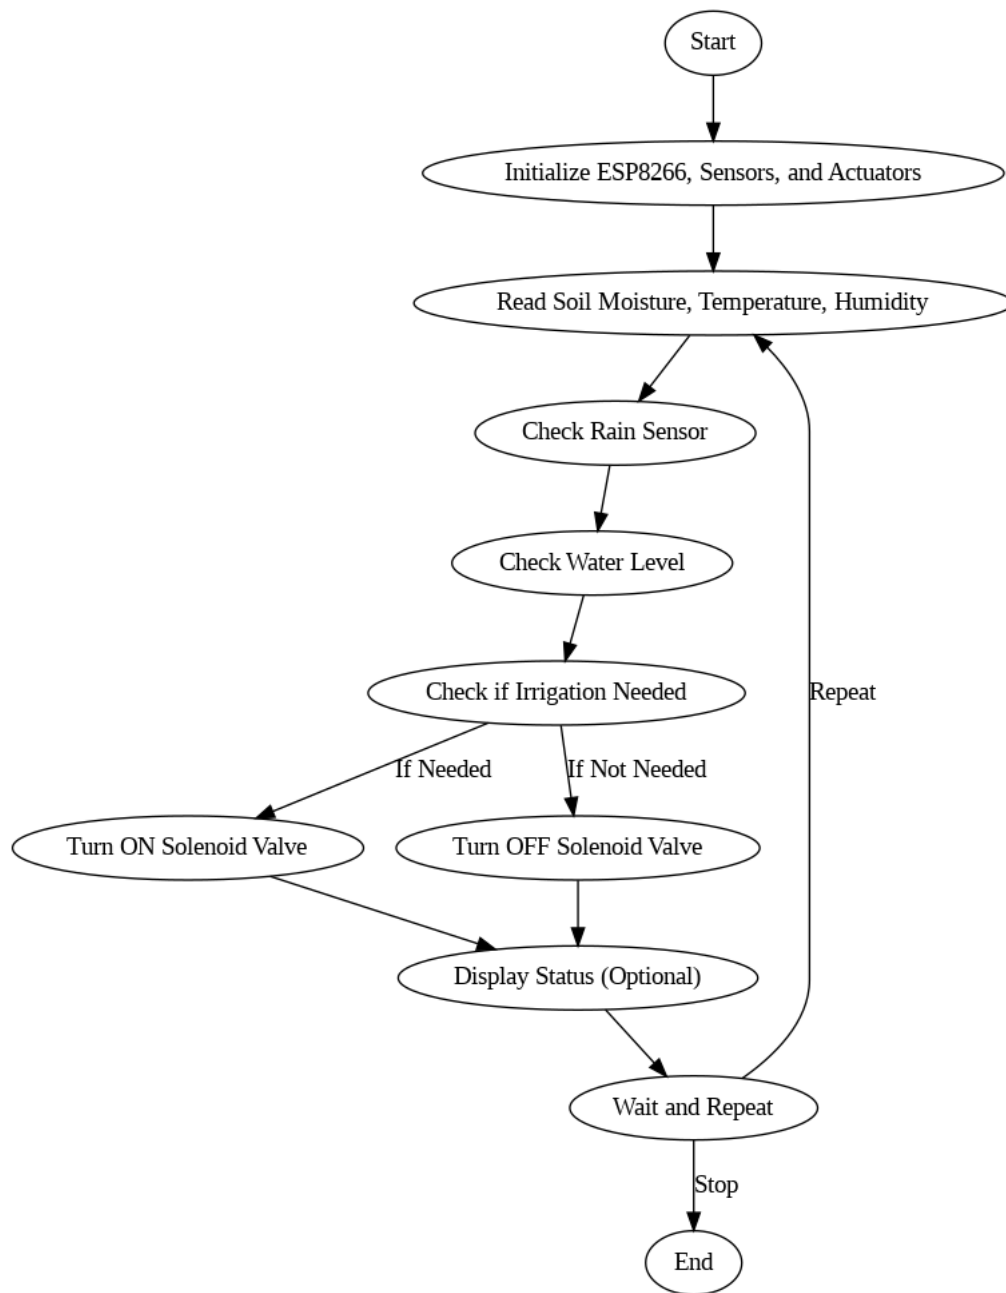 Start
Initialize ESP8266, Sensors, and Actuators
Read Soil Moisture, Temperature, Humidity
Check Rain Sensor
Check Water Level
Check if Irrigation Needed
Repeat
If Needed
If Not Needed
Turn ON Solenoid Valve
Turn OFF Solenoid Valve
Display Status (Optional)
Wait and Repeat
Stop
End